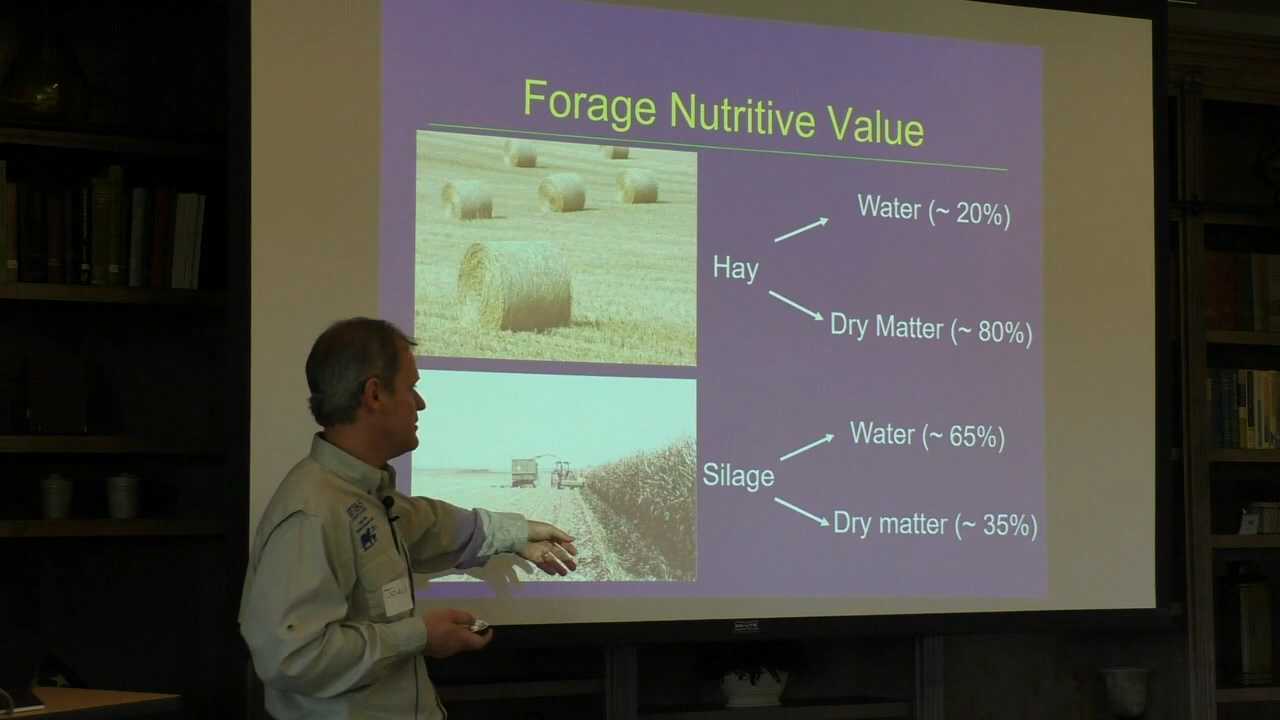 Forage Nutritive Value
Water (~ 20%)
Hay
Dry Matter (~ 80%)
Water (~ 65%)
Silage
Dry matter (~ 35%)